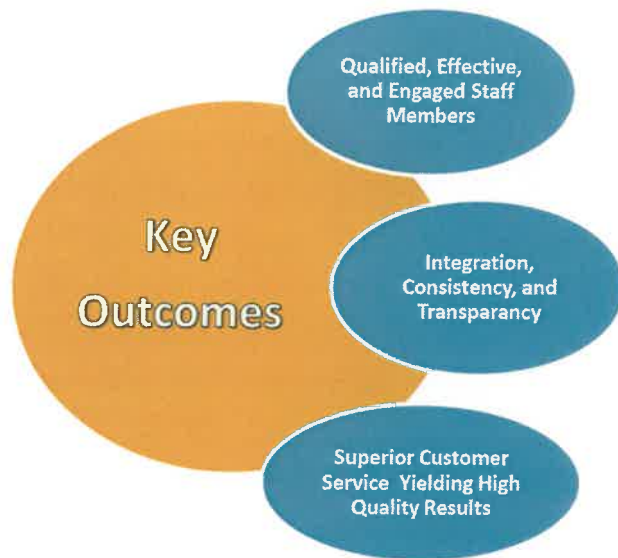 Key
Outcomes
Qualified, Effective,
and Engaged Staff
Members
Integration,
Consistency, and
Transparancy
Superior Customer
Service Yielding High
Quality Results